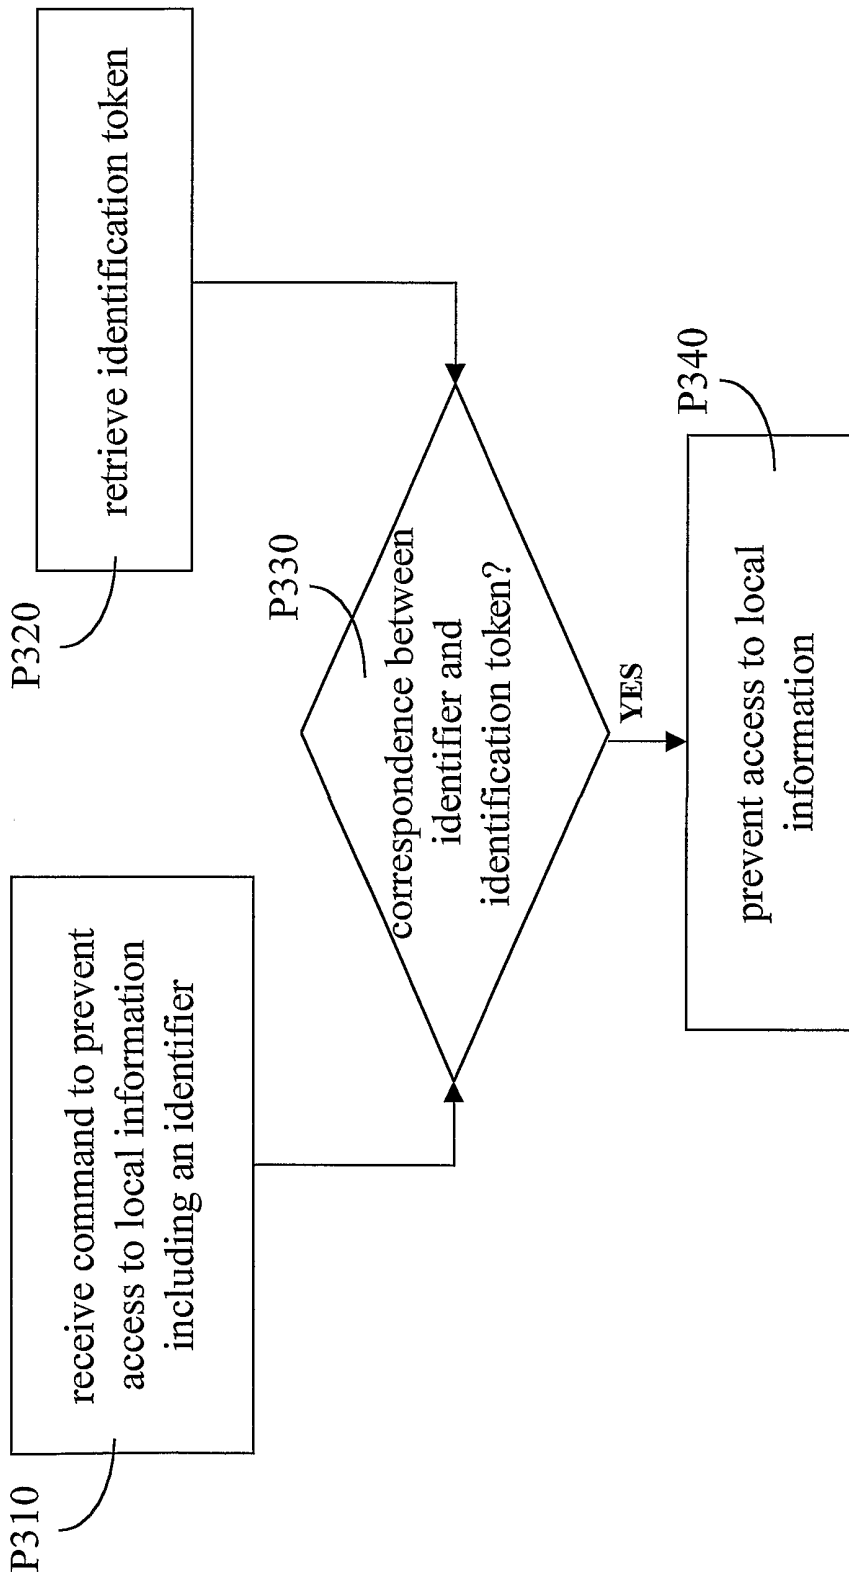 P310
receive command to prevent
access to local information
including an identifier
P320
retrieve identification token
P330
correspondence between
identifier and
identification token?
YES
P340
prevent access to local
information